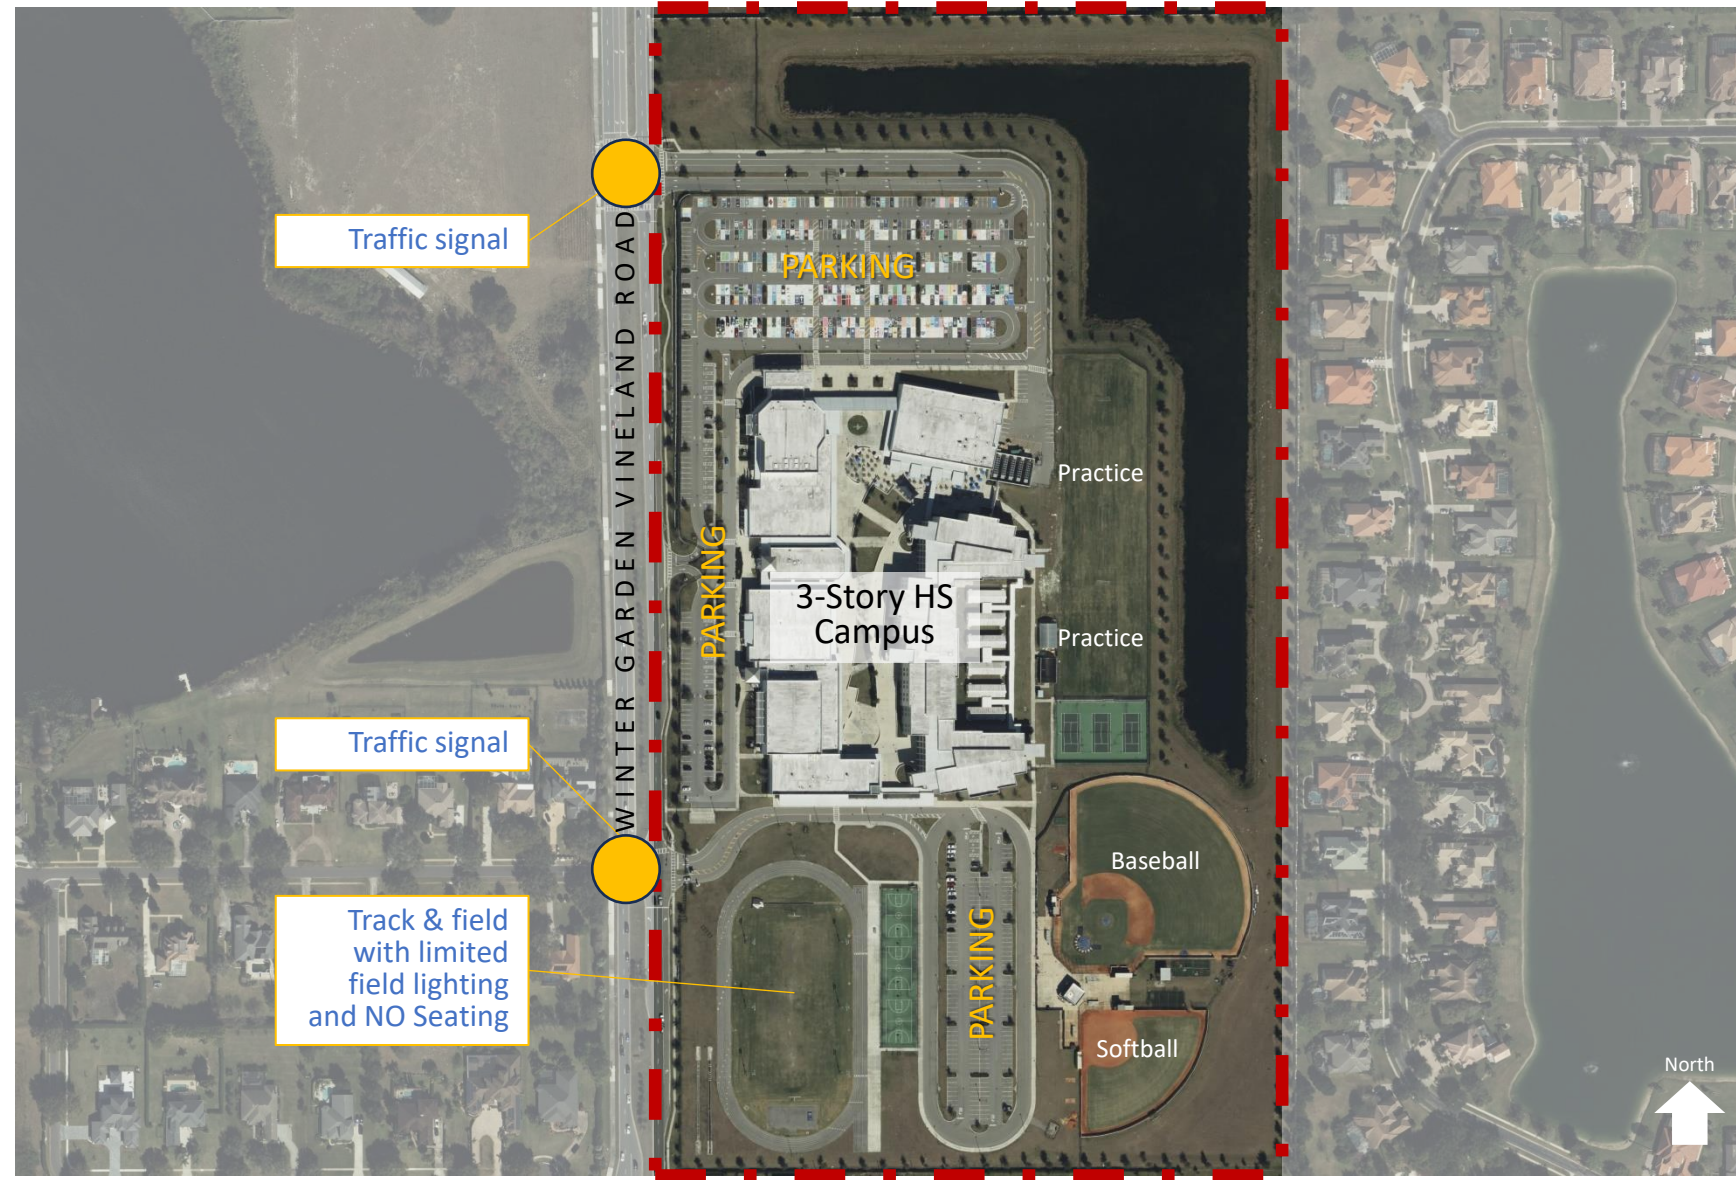 Traffic signal
WINTER GARDEN VINELAND ROAD
PARKING
Practice
PARKING
3-Story HS
Campus
Practice
Traffic signal
Baseball
Track & field
with limited
field lighting
and NO Seating
PARKING
Softball
North